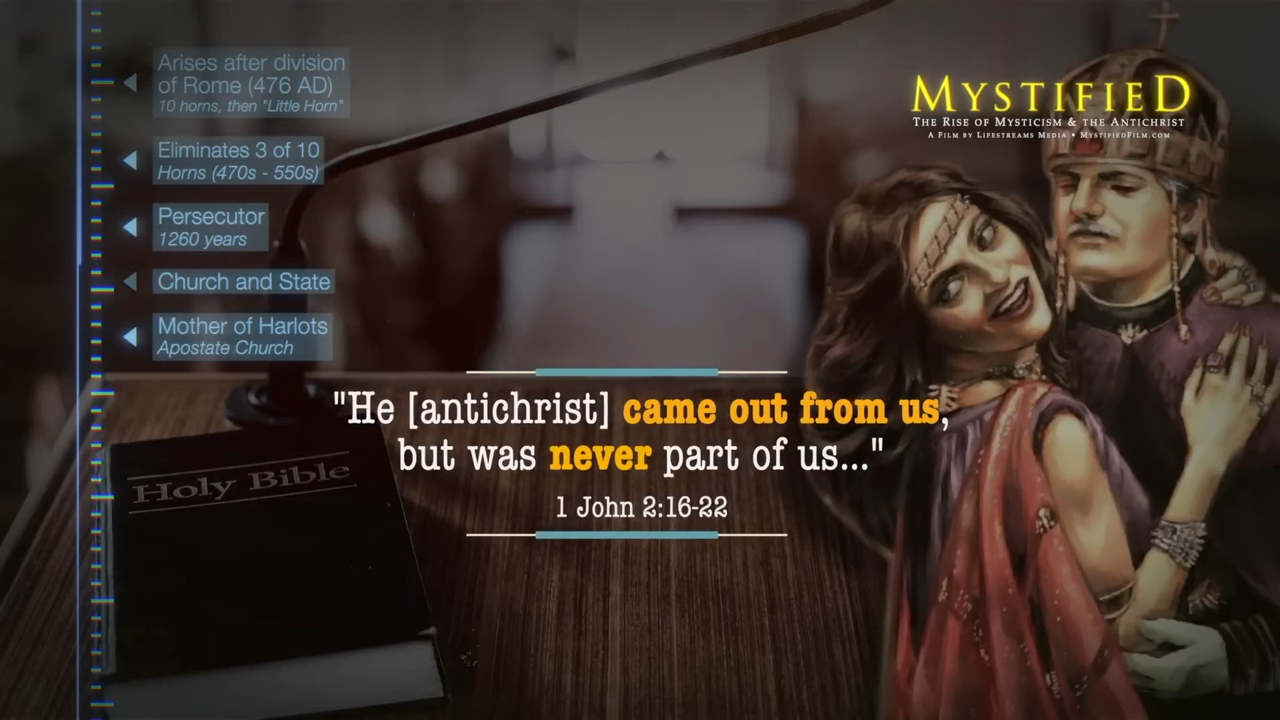 Arises after division
of Rome (476 AD)
10 horns, then "Little Horn"
Eliminates 3 of 10
Horns (470s - 550s)
Persecutor
1260 years
Church and State
Mother of Harlots
Apostate Church
MYSTIFIED
THE RISE OF MYSTICISM & THE ANTICHRIST
A FILM BY LIFESTREAMS MEDIA • MYSTIFIEDFILM.COM
"He [antichrist] came out from us,
but was never part of us..."
1 John 2:16-22
Holy Bible